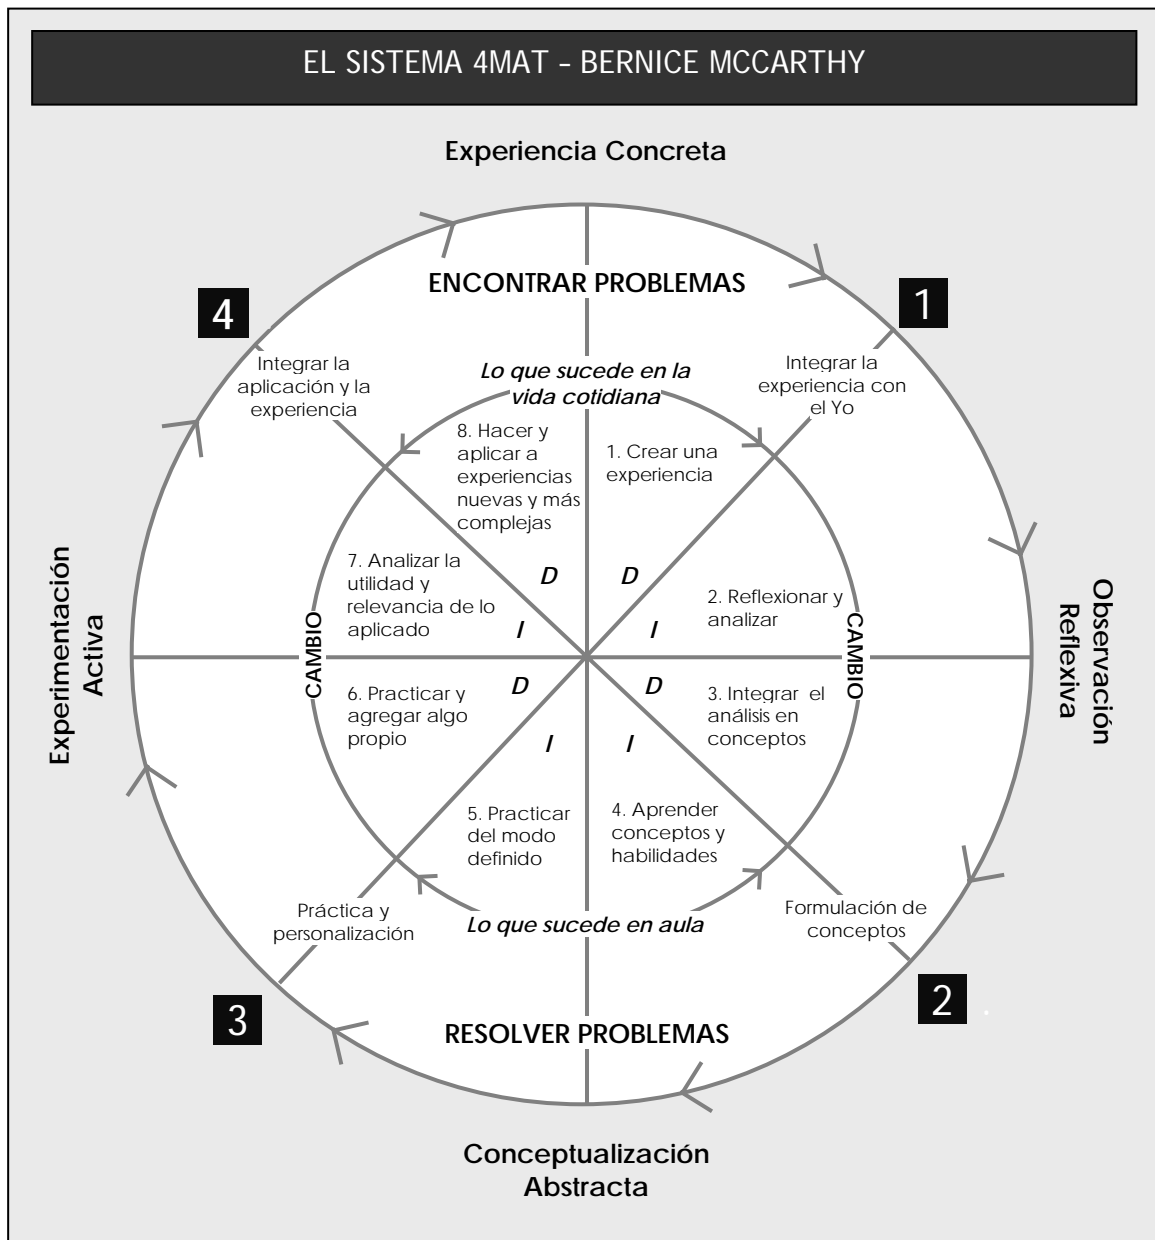 EL SISTEMA 4MAT – BERNICE MCCARTHY
Experiencia Concreta
ENCONTRAR PROBLEMAS
4
1
Integrar la
aplicación y la
experiencia
Lo que sucede en la
vida cotidiana
Integrar la
experiencia con
el Yo
8. Hacer y
aplicar a
experiencias
nuevas y más
complejas
1. Crear una
experiencia
7. Analizar la
utilidad y
relevancia de lo
aplicado
D
D
I
I
2. Reflexionar y
analizar
Experimentación
Activa
CAMBIO
CAMBIO
Observación
Reflexiva
6. Practicar y
agregar algo
propio
D
D
I
I
3. Integrar el
análisis en
conceptos
5. Practicar
del modo
definido
4. Aprender
conceptos y
habilidades
Práctica y
personalización
Lo que sucede en aula
Formulación de
conceptos
3
2
.
RESOLVER PROBLEMAS
Conceptualización
Abstracta